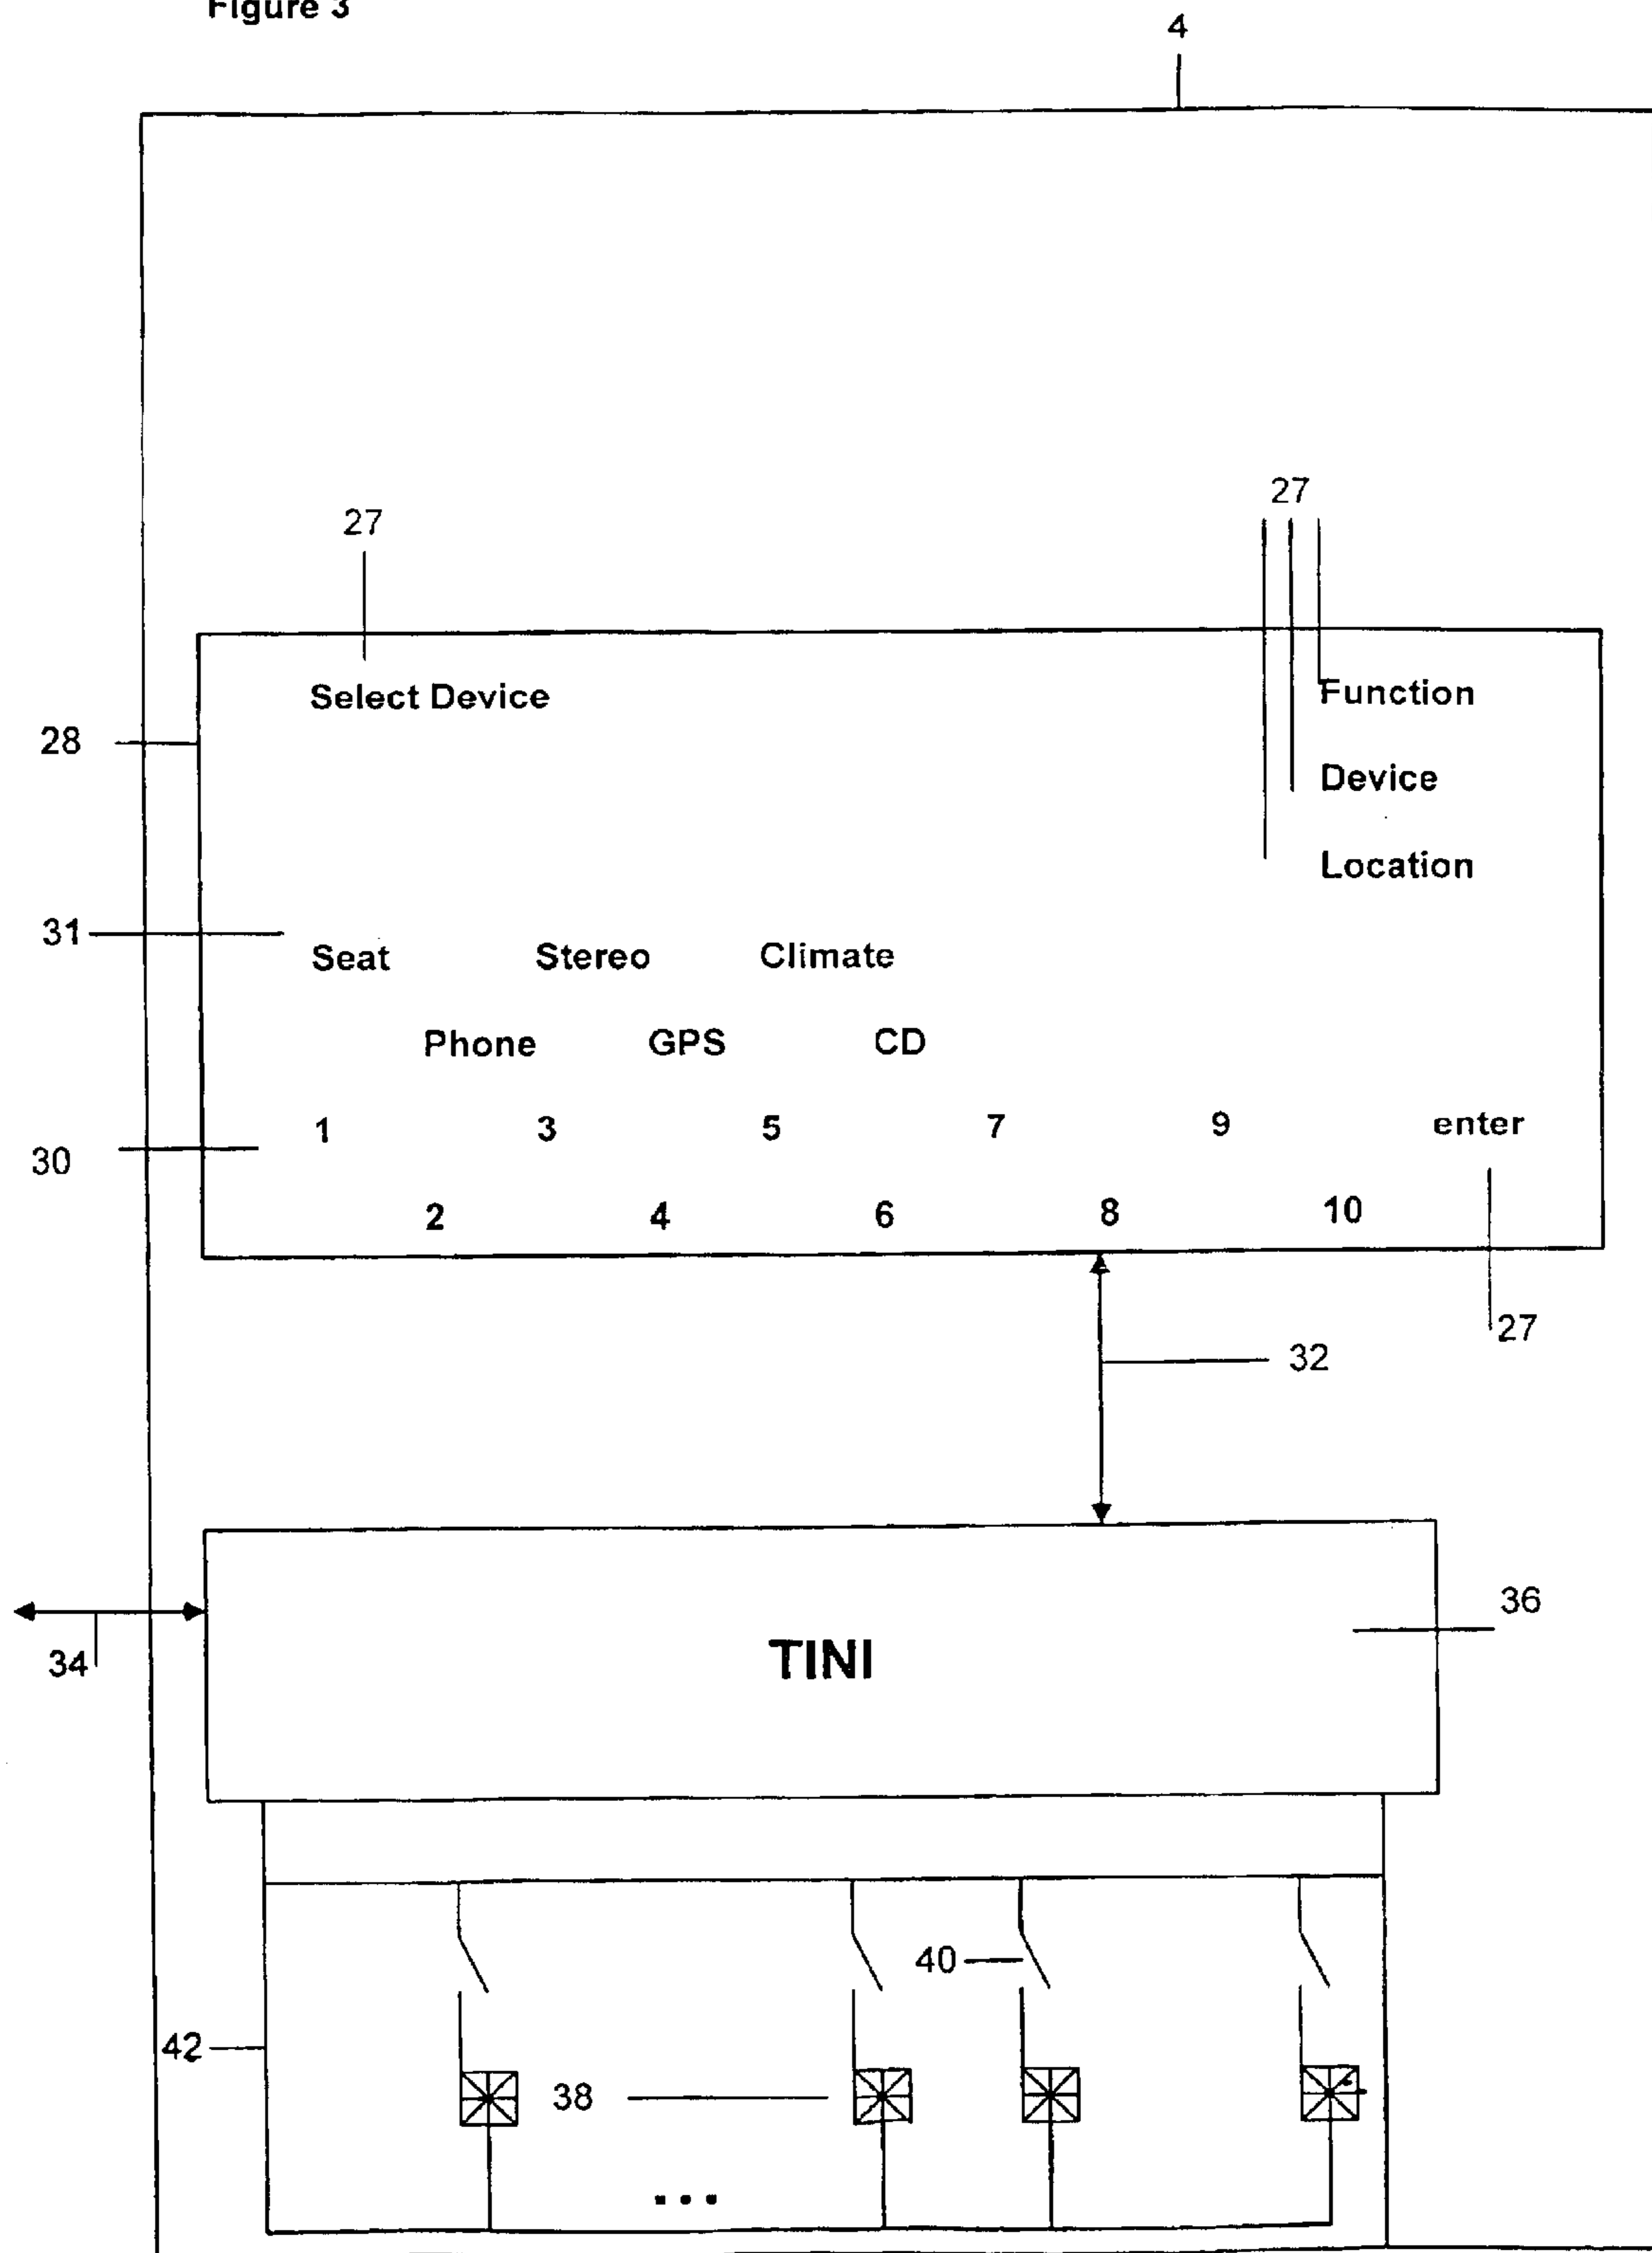 Figure 3
4
27
27
Select Device
Function
28
Device
Location
31
Seat Stereo Climate
Phone GPS CD
1 3 5 7 9 enter
30
2 4 6 8 10
27
32
36
34
TINI
40
42
38
...